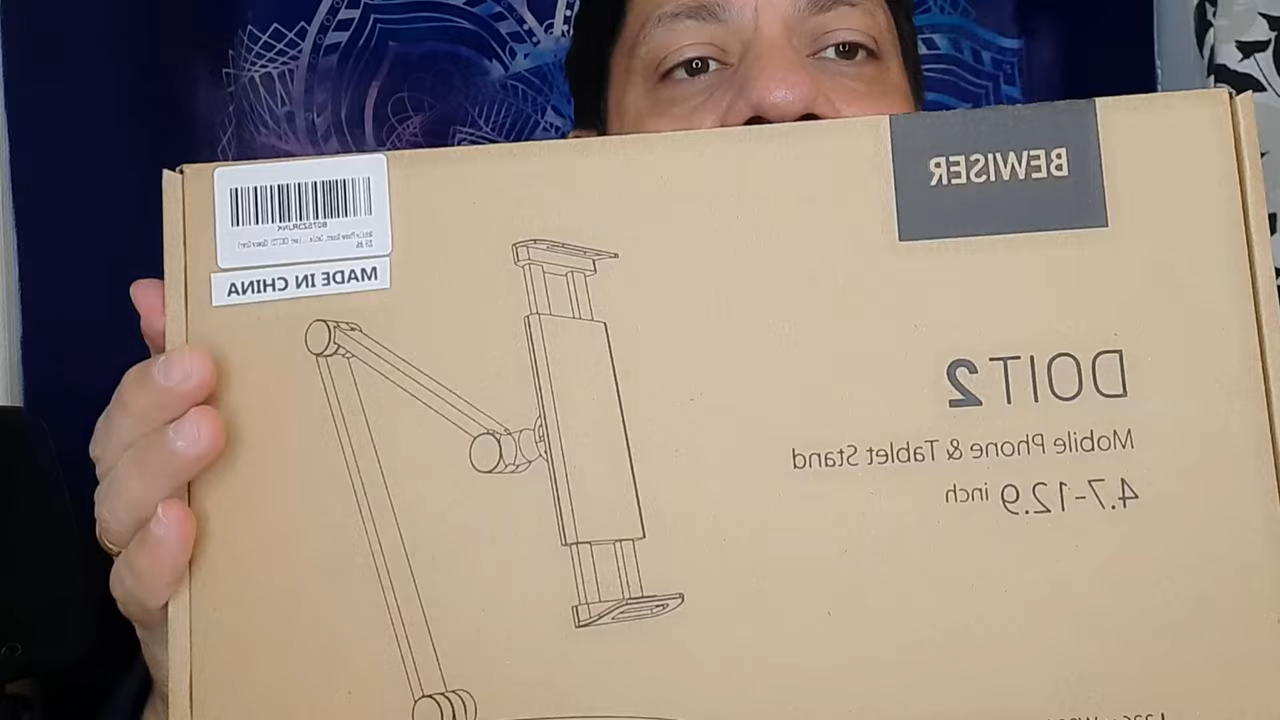 BEWISER
MADE IN CHINA
DOIT2
Mobile Phone & Tablet Stand
4.7-12.9 inch